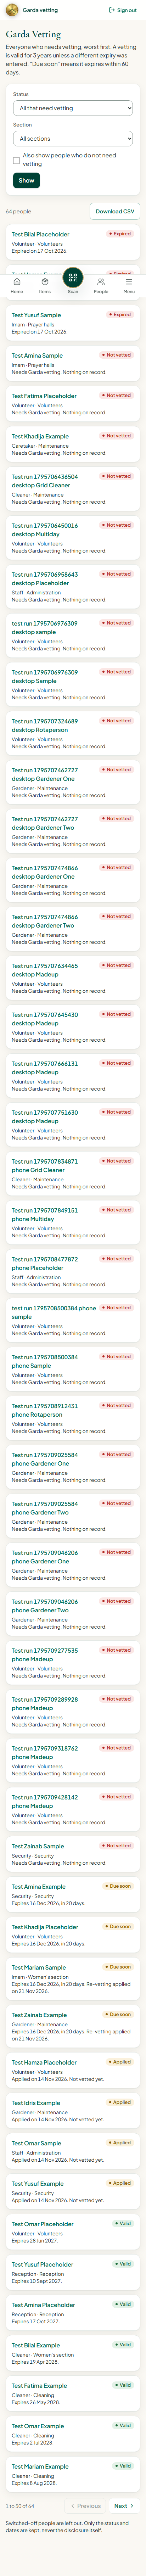 Garda vetting
Sign out
Garda Vetting
Everyone who needs vetting, worst first. A vetting
is valid for 3 years unless a different expiry was
entered. “Due soon” means it expires within 60
days.
Status
All that need vetting
Section
All sections
Also show people who do not need
vetting
Show
64 people
Download CSV
Test Bilal Placeholder
Expired
Volunteer · Volunteers
Expired on 17 Oct 2026.
Home
Items
Scan
People
Menu
Test Yusuf Sample
Expired
Imam · Prayer halls
Expired on 17 Oct 2026.
Test Amina Sample
Not vetted
Imam · Prayer halls
Needs Garda vetting. Nothing on record.
Test Fatima Placeholder
Not vetted
Volunteer · Volunteers
Needs Garda vetting. Nothing on record.
Test Khadija Example
Not vetted
Caretaker · Maintenance
Needs Garda vetting. Nothing on record.
Test run 1795706436504
Not vetted
desktop Grid Cleaner
Cleaner · Maintenance
Needs Garda vetting. Nothing on record.
Test run 1795706450016
Not vetted
desktop Multiday
Volunteer · Volunteers
Needs Garda vetting. Nothing on record.
Test run 1795706958643
Not vetted
desktop Placeholder
Staff · Administration
Needs Garda vetting. Nothing on record.
test run 1795706976309
Not vetted
desktop sample
Volunteer · Volunteers
Needs Garda vetting. Nothing on record.
Test run 1795706976309
Not vetted
desktop Sample
Volunteer · Volunteers
Needs Garda vetting. Nothing on record.
Test run 1795707324689
Not vetted
desktop Rotaperson
Volunteer · Volunteers
Needs Garda vetting. Nothing on record.
Test run 1795707462727
Not vetted
desktop Gardener One
Gardener · Maintenance
Needs Garda vetting. Nothing on record.
Test run 1795707462727
Not vetted
desktop Gardener Two
Gardener · Maintenance
Needs Garda vetting. Nothing on record.
Test run 1795707474866
Not vetted
desktop Gardener One
Gardener · Maintenance
Needs Garda vetting. Nothing on record.
Test run 1795707474866
Not vetted
desktop Gardener Two
Gardener · Maintenance
Needs Garda vetting. Nothing on record.
Test run 1795707634465
Not vetted
desktop Madeup
Volunteer · Volunteers
Needs Garda vetting. Nothing on record.
Test run 1795707645430
Not vetted
desktop Madeup
Volunteer · Volunteers
Needs Garda vetting. Nothing on record.
Test run 1795707666131
Not vetted
desktop Madeup
Volunteer · Volunteers
Needs Garda vetting. Nothing on record.
Test run 1795707751630
Not vetted
desktop Madeup
Volunteer · Volunteers
Needs Garda vetting. Nothing on record.
Test run 1795707834871
Not vetted
phone Grid Cleaner
Cleaner · Maintenance
Needs Garda vetting. Nothing on record.
Test run 1795707849151
Not vetted
phone Multiday
Volunteer · Volunteers
Needs Garda vetting. Nothing on record.
Test run 1795708477872
Not vetted
phone Placeholder
Staff · Administration
Needs Garda vetting. Nothing on record.
test run 1795708500384 phone
Not vetted
sample
Volunteer · Volunteers
Needs Garda vetting. Nothing on record.
Test run 1795708500384
Not vetted
phone Sample
Volunteer · Volunteers
Needs Garda vetting. Nothing on record.
Test run 1795708912431
Not vetted
phone Rotaperson
Volunteer · Volunteers
Needs Garda vetting. Nothing on record.
Test run 1795709025584
Not vetted
phone Gardener One
Gardener · Maintenance
Needs Garda vetting. Nothing on record.
Test run 1795709025584
Not vetted
phone Gardener Two
Gardener · Maintenance
Needs Garda vetting. Nothing on record.
Test run 1795709046206
Not vetted
phone Gardener One
Gardener · Maintenance
Needs Garda vetting. Nothing on record.
Test run 1795709046206
Not vetted
phone Gardener Two
Gardener · Maintenance
Needs Garda vetting. Nothing on record.
Test run 1795709277535
Not vetted
phone Madeup
Volunteer · Volunteers
Needs Garda vetting. Nothing on record.
Test run 1795709289928
Not vetted
phone Madeup
Volunteer · Volunteers
Needs Garda vetting. Nothing on record.
Test run 1795709318762
Not vetted
phone Madeup
Volunteer · Volunteers
Needs Garda vetting. Nothing on record.
Test run 1795709428142
Not vetted
phone Madeup
Volunteer · Volunteers
Needs Garda vetting. Nothing on record.
Test Zainab Sample
Not vetted
Security · Security
Needs Garda vetting. Nothing on record.
Test Amina Example
Due soon
Security · Security
Expires 16 Dec 2026, in 20 days.
Test Khadija Placeholder
Due soon
Volunteer · Volunteers
Expires 16 Dec 2026, in 20 days.
Test Mariam Sample
Due soon
Imam · Women's section
Expires 16 Dec 2026, in 20 days. Re-vetting applied
on 21 Nov 2026.
Test Zainab Example
Due soon
Gardener · Maintenance
Expires 16 Dec 2026, in 20 days. Re-vetting applied
on 21 Nov 2026.
Test Hamza Placeholder
Applied
Volunteer · Volunteers
Applied on 14 Nov 2026. Not vetted yet.
Test Idris Example
Applied
Gardener · Maintenance
Applied on 14 Nov 2026. Not vetted yet.
Test Omar Sample
Applied
Staff · Administration
Applied on 14 Nov 2026. Not vetted yet.
Test Yusuf Example
Applied
Security · Security
Applied on 14 Nov 2026. Not vetted yet.
Test Omar Placeholder
Valid
Volunteer · Volunteers
Expires 28 Jun 2027.
Test Yusuf Placeholder
Valid
Reception · Reception
Expires 10 Sept 2027.
Test Amina Placeholder
Valid
Reception · Reception
Expires 17 Oct 2027.
Test Bilal Example
Valid
Cleaner · Women's section
Expires 19 Apr 2028.
Test Fatima Example
Valid
Cleaner · Cleaning
Expires 26 May 2028.
Test Omar Example
Valid
Cleaner · Cleaning
Expires 2 Jul 2028.
Test Mariam Example
Valid
Cleaner · Cleaning
Expires 8 Aug 2028.
1 to 50 of 64
Previous
Next
Switched-off people are left out. Only the status and
dates are kept, never the disclosure itself.